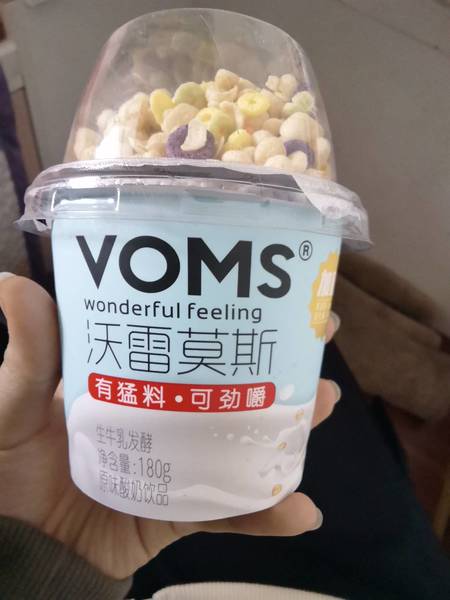 VOMS®
wonderful feeling
沃雷莫斯
有猛料·可劲嚼
生牛乳发酵
净含量:180g
原味酸奶饮品